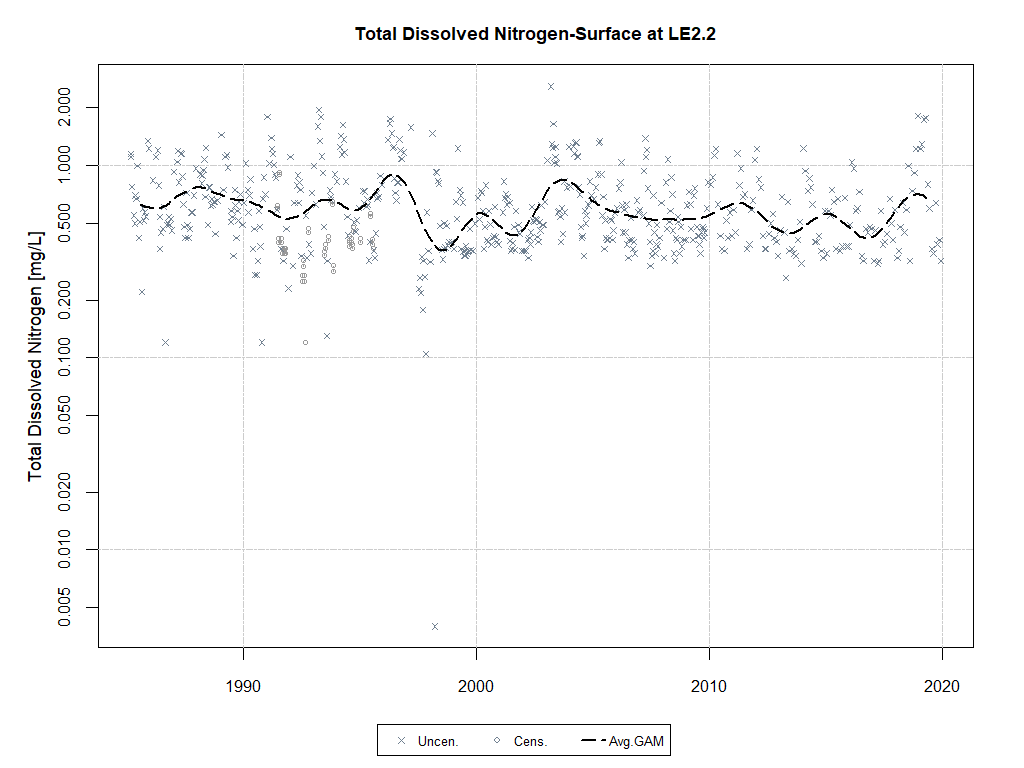 Total Dissolved Nitrogen-Surface at LE2.2
Total Dissolved Nitrogen [mg/L]
2.000
1.000
0.500
0.200
0.100
0.050
0.020
0.010
0.005
1990 2000 2010 2020
Uncen. Cens. Avg.GAM